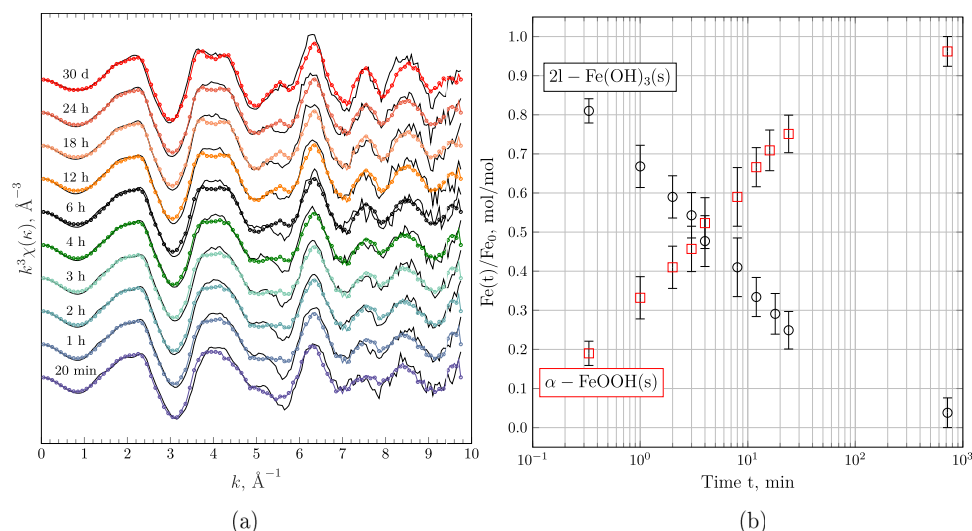 k³χ(κ), Å⁻³
30 d
24 h
18 h
12 h
6 h
4 h
3 h
2 h
1 h
20 min
0 1 2 3 4 5 6 7 8 9 10
k, Å⁻¹
(a)
Fe(t)/Fe₀, mol/mol
1.0
0.9
0.8
0.7
0.6
0.5
0.4
0.3
0.2
0.1
0.0
2l − Fe(OH)₃(s)
α − FeOOH(s)
10⁻¹ 10⁰ 10¹ 10² 10³
Time t, min
(b)